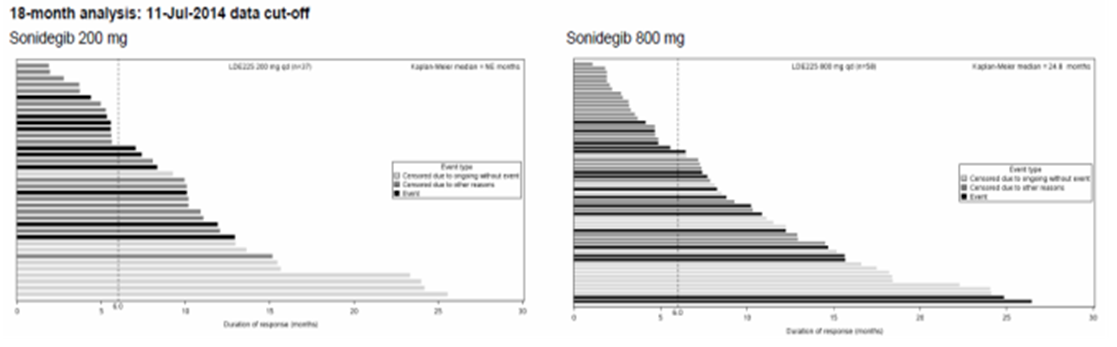 18-month analysis: 11-Jul-2014 data cut-off
Sonidegib 200 mg
LDE225 200 mg qd (n=37)
Kaplan-Meier median = NE months
Event type
Censored due to ongoing without event
Censored due to other reasons
Event
0 5 6.0 10 15 20 25 30
Duration of response (months)
Sonidegib 800 mg
LDE225 800 mg qd (n=58)
Kaplan-Meier median = 24.8 months
Event type
Censored due to ongoing without event
Censored due to other reasons
Event
0 5 6.0 10 15 20 25 30
Duration of response (months)